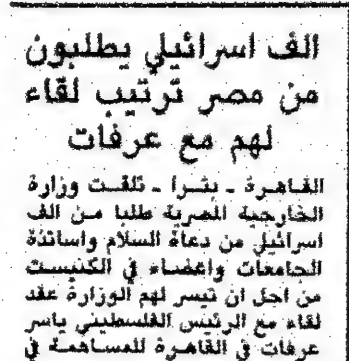 الف اسرائيلي يطلبون
من مصر ترتيب لقاء
لهم مع عرفات
القاهرة ـ بترا ـ تلقت وزارة
الخارجية المصرية طلبا من الف
اسرائيلي من دعاة السلام واساتذة
الجامعات واعضاء في الكنيست
من اجل ان تيسر لهم الوزارة عقد
لقاء مع الرئيس الفلسطيني ياسر
عرفات في القاهرة للمساهمة في